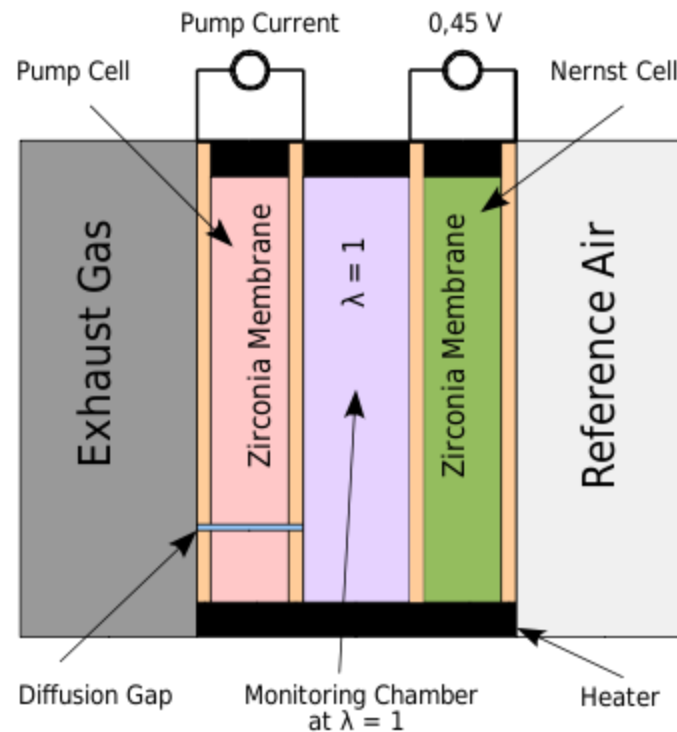 Pump Current
0,45 V
Pump Cell
Nernst Cell
Exhaust Gas
Zirconia Membrane
λ = 1
Zirconia Membrane
Reference Air
Diffusion Gap
Monitoring Chamber
at λ = 1
Heater